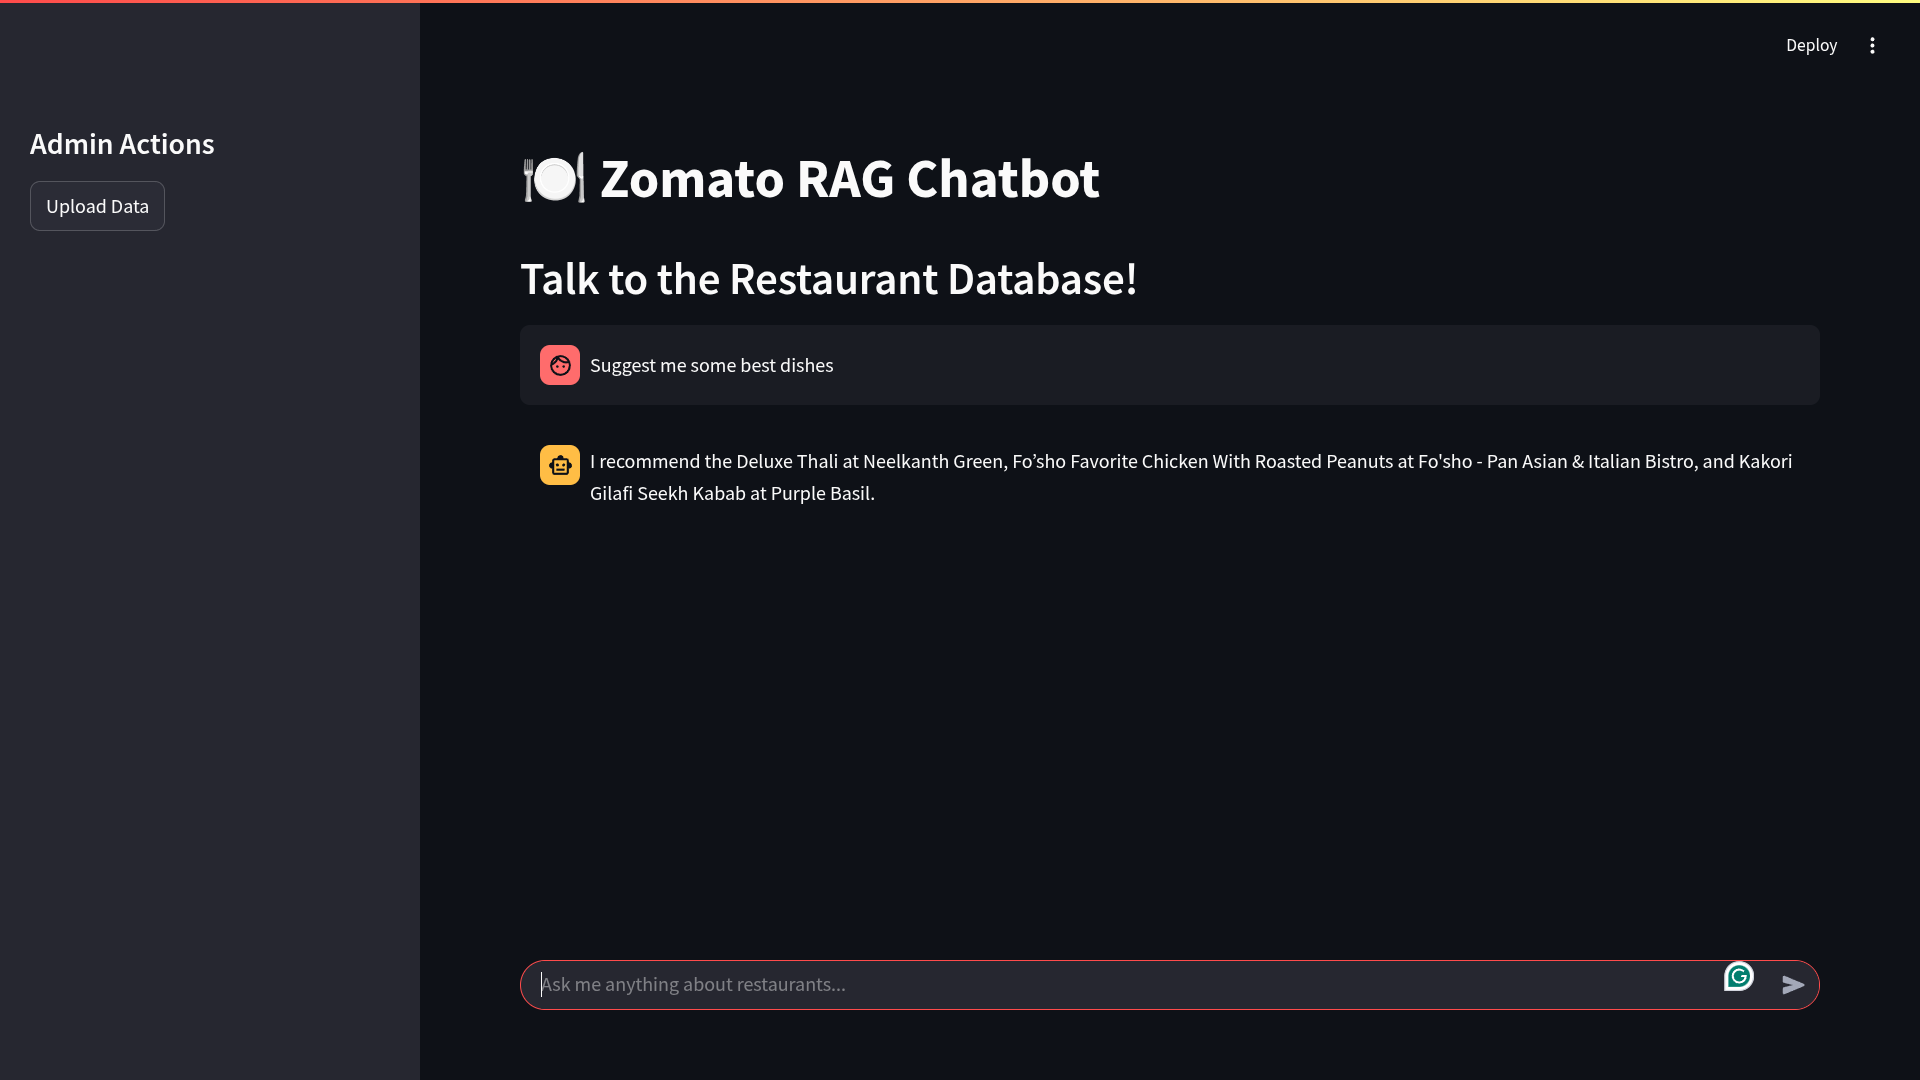 Deploy
Admin Actions
Upload Data
🍽️ Zomato RAG Chatbot
Talk to the Restaurant Database!
Suggest me some best dishes
I recommend the Deluxe Thali at Neelkanth Green, Fo’sho Favorite Chicken With Roasted Peanuts at Fo'sho - Pan Asian & Italian Bistro, and Kakori
Gilafi Seekh Kabab at Purple Basil.
Ask me anything about restaurants...